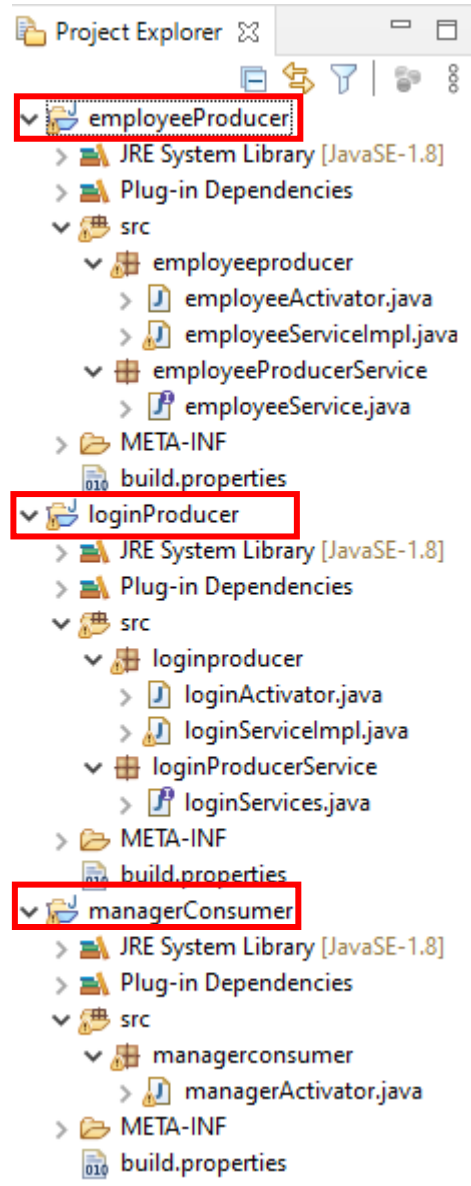 Project Explorer
employeeProducer
JRE System Library [JavaSE-1.8]
Plug-in Dependencies
src
employeeproducer
employeeActivator.java
employeeServiceImpl.java
employeeProducerService
employeeService.java
META-INF
build.properties
loginProducer
JRE System Library [JavaSE-1.8]
Plug-in Dependencies
src
loginproducer
loginActivator.java
loginServiceImpl.java
loginProducerService
loginServices.java
META-INF
build.properties
managerConsumer
JRE System Library [JavaSE-1.8]
Plug-in Dependencies
src
managerconsumer
managerActivator.java
META-INF
build.properties